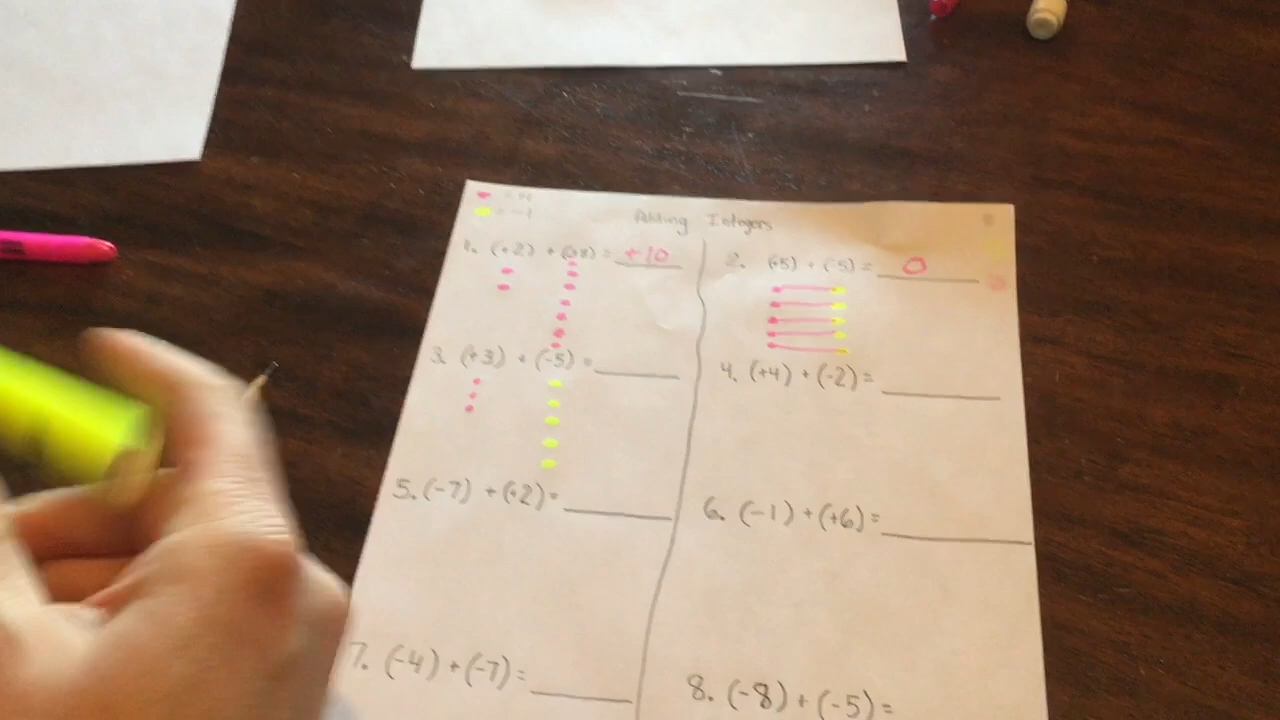 Adding Integers
1. (+2) + (+8) = +10
2. (+5) + (-5) = 0
3. (+3) + (-5) =
4. (+4) + (-2) =
5. (-7) + (+2) =
6. (-1) + (+6) =
7. (-4) + (-7) =
8. (-8) + (-5) =